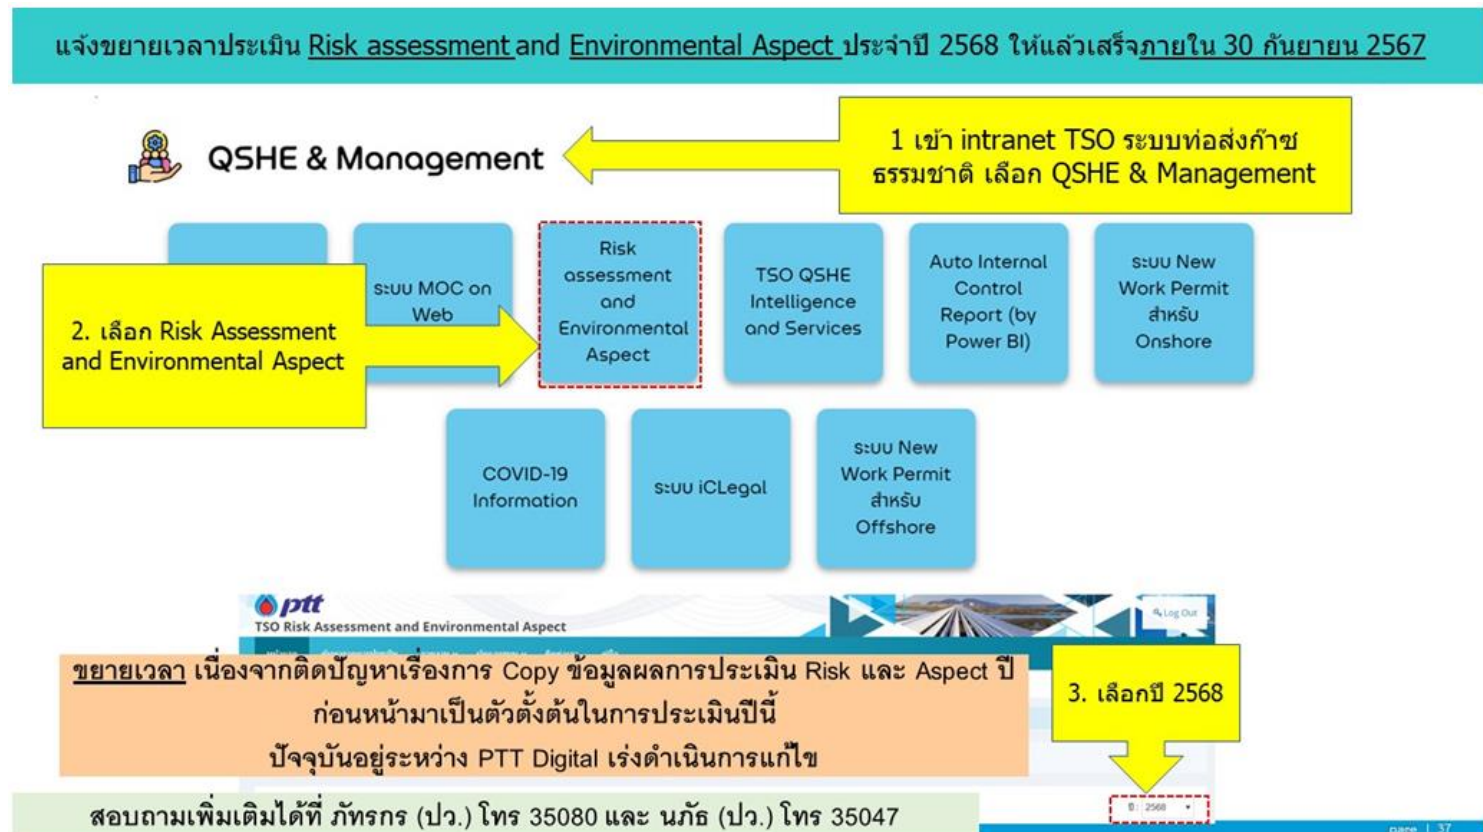 แจ้งขยายเวลาประเมิน Risk assessment and Environmental Aspect ประจำปี 2568 ให้แล้วเสร็จภายใน 30 กันยายน 2567
QSHE & Management
1 เข้า intranet TSO ระบบท่อส่งก๊าซ
ธรรมชาติ เลือก QSHE & Management
2. เลือก Risk Assessment
and Environmental Aspect
ระบบ MOC on
Web
Risk
assessment
and
Environmental
Aspect
TSO QSHE
Intelligence
and Services
Auto Internal
Control
Report (by
Power BI)
ระบบ New
Work Permit
สำหรับ
Onshore
COVID-19
Information
ระบบ iCLegal
ระบบ New
Work Permit
สำหรับ
Offshore
ptt
TSO Risk Assessment and Environmental Aspect
Log Out
ขยายเวลา เนื่องจากติดปัญหาเรื่องการ Copy ข้อมูลผลการประเมิน Risk และ Aspect ปี
ก่อนหน้ามาเป็นตัวตั้งต้นในการประเมินปีนี้
ปัจจุบันอยู่ระหว่าง PTT Digital เร่งดำเนินการแก้ไข
3. เลือกปี 2568
ปี : 2568
สอบถามเพิ่มเติมได้ที่ ภัทรกร (ปว.) โทร 35080 และ นภัธ (ปว.) โทร 35047
page | 37